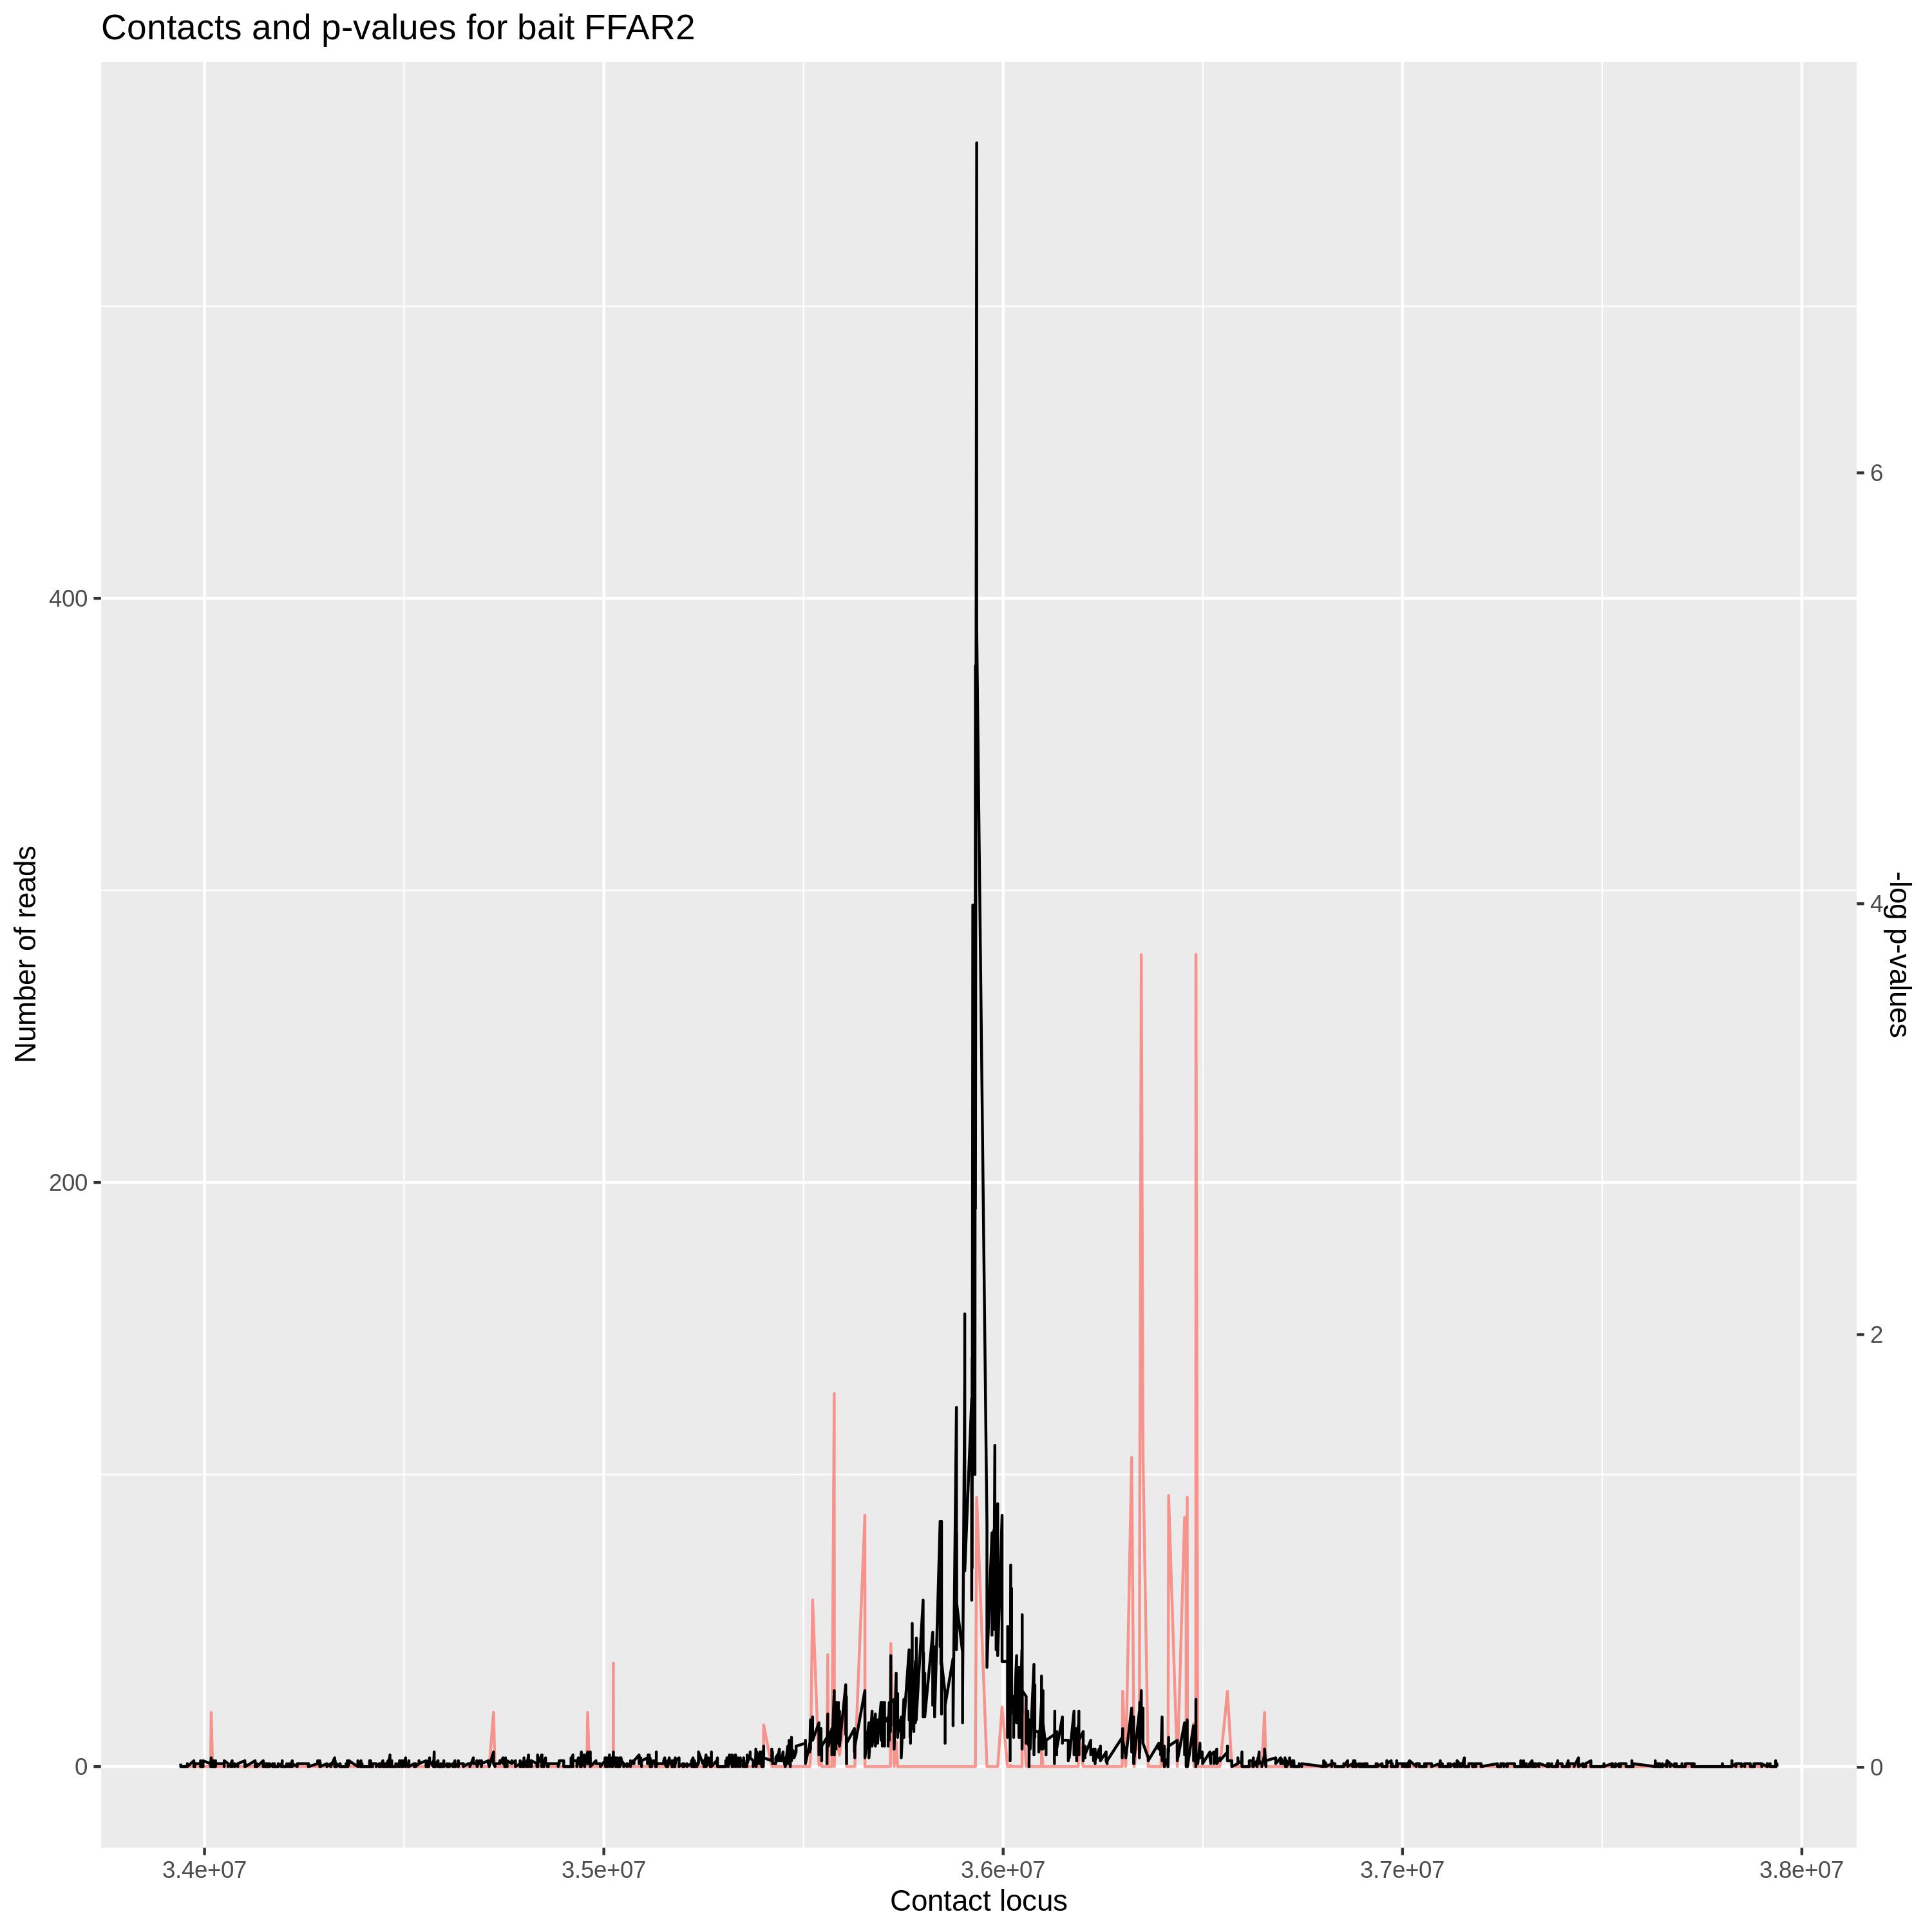 Contacts and p-values for bait FFAR2
Number of reads
400
200
0
6
4
2
0
-log p-values
3.4e+07
3.5e+07
3.6e+07
3.7e+07
3.8e+07
Contact locus